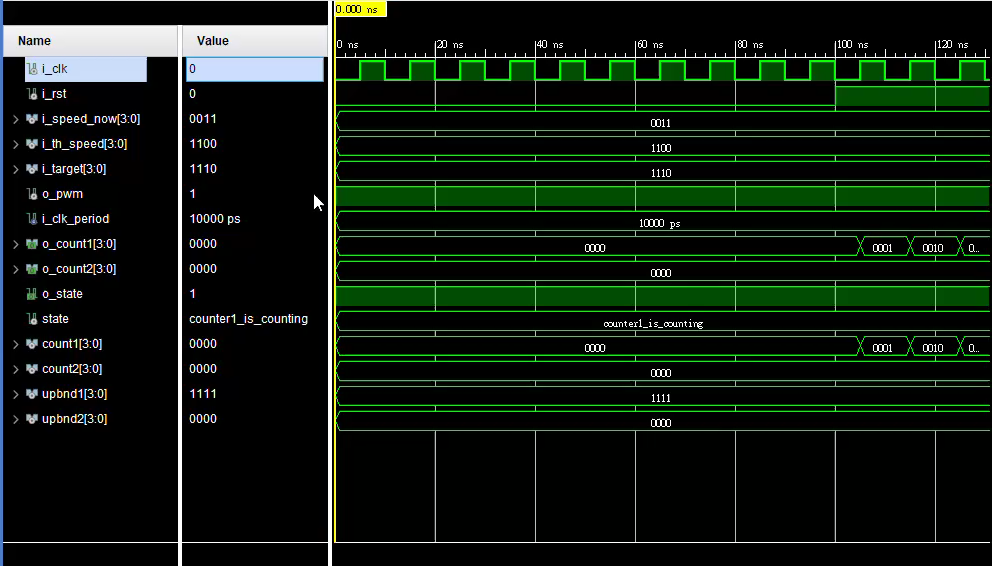 0.000 ns
Name Value
0 ns 20 ns 40 ns 60 ns 80 ns 100 ns 120 ns
i_clk 0
i_rst 0
i_speed_now[3:0] 0011 0011
i_th_speed[3:0] 1100 1100
i_target[3:0] 1110 1110
o_pwm 1
i_clk_period 10000 ps 10000 ps
o_count1[3:0] 0000 0000 0001 0010 0...
o_count2[3:0] 0000 0000
o_state 1
state counter1_is_counting counter1_is_counting
count1[3:0] 0000 0000 0001 0010 0...
count2[3:0] 0000 0000
upbnd1[3:0] 1111 1111
upbnd2[3:0] 0000 0000